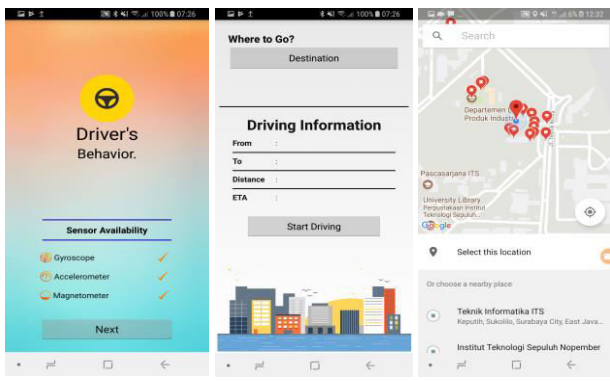 100% 07:26
Driver's
Behavior.
Sensor Availability
Gyroscope
Accelerometer
Magnetometer
Next
100% 07:26
Where to Go?
Destination
Driving Information
From :
To :
Distance :
ETA :
Start Driving
6% 12:32
Search
Departemen
Produk Industri
Pascasarjana ITS
University Library
Perpustakaan Institut
Teknologi Sepuluh...
Google
Select this location
Or choose a nearby place
Teknik Informatika ITS
Keputih, Sukolilo, Surabaya City, East Java...
Institut Teknologi Sepuluh Nopember